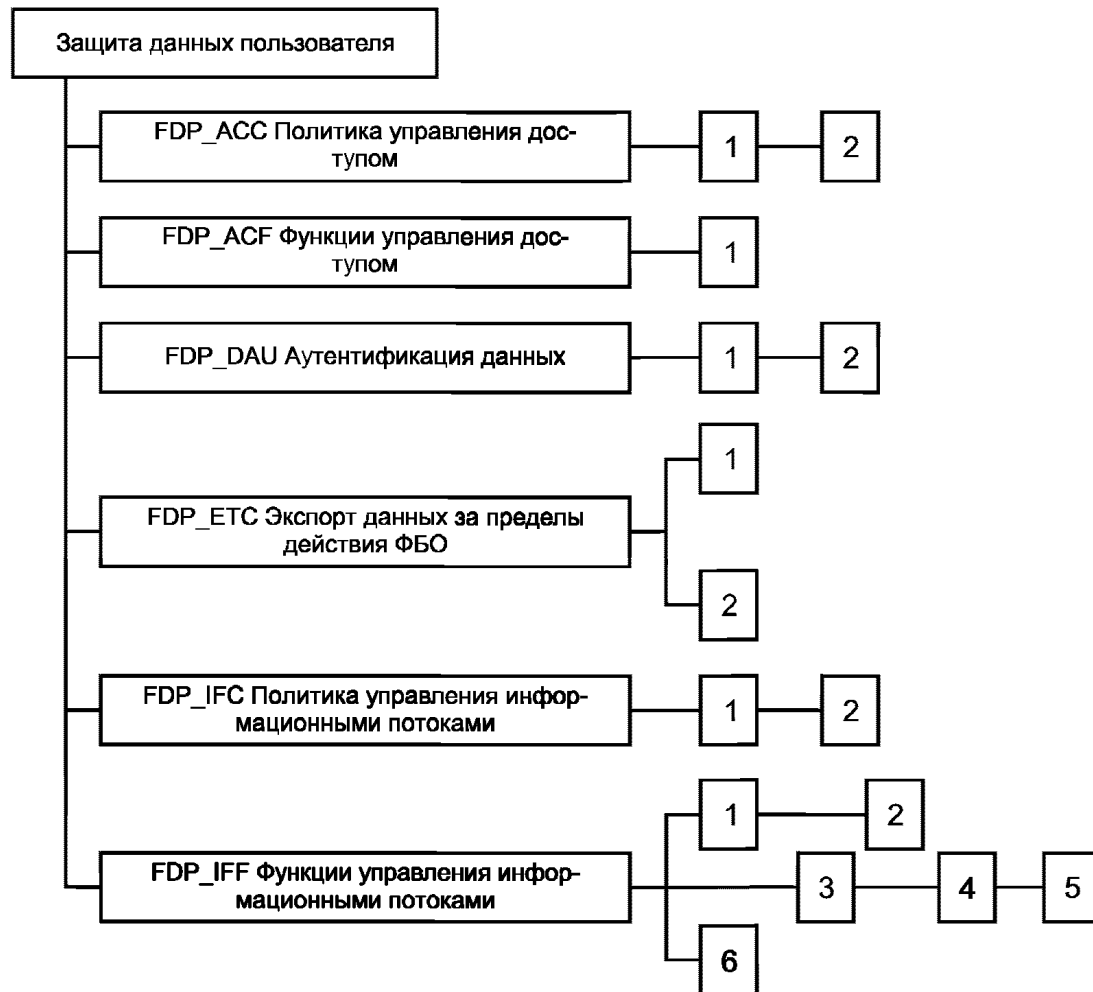 Защита данных пользователя
FDP_ACC Политика управления дос-
тупом
1
2
FDP_ACF Функции управления дос-
тупом
1
FDP_DAU Аутентификация данных
1
2
FDP_ETC Экспорт данных за пределы
действия ФБО
1
2
FDP_IFC Политика управления инфор-
мационными потоками
1
2
FDP_IFF Функции управления инфор-
мационными потоками
1
2
3
4
5
6